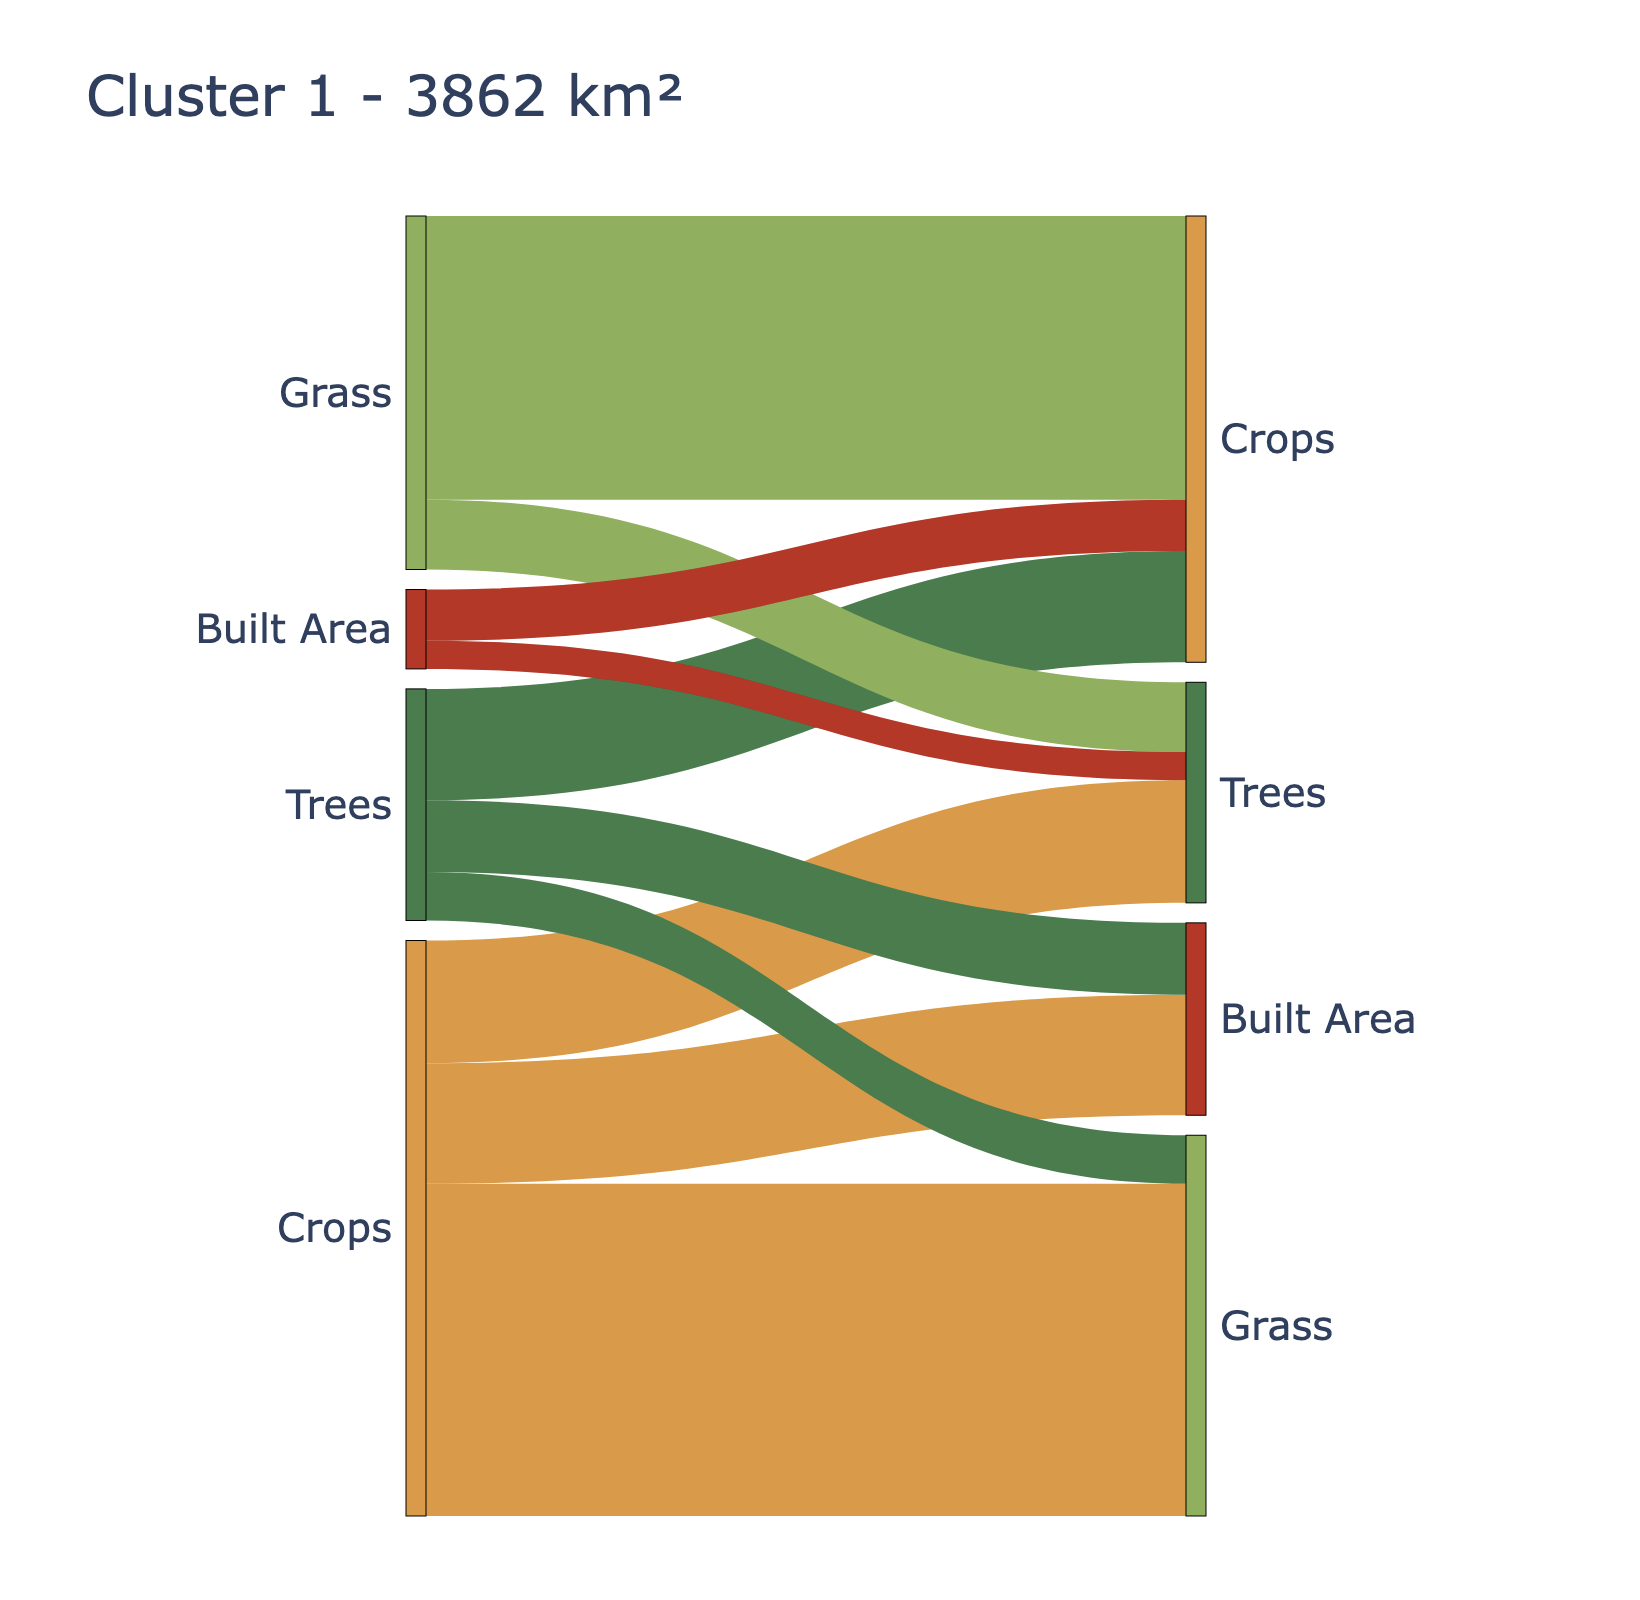 Cluster 1 - 3862 km²
Grass
Crops
Built Area
Trees
Trees
Built Area
Crops
Grass